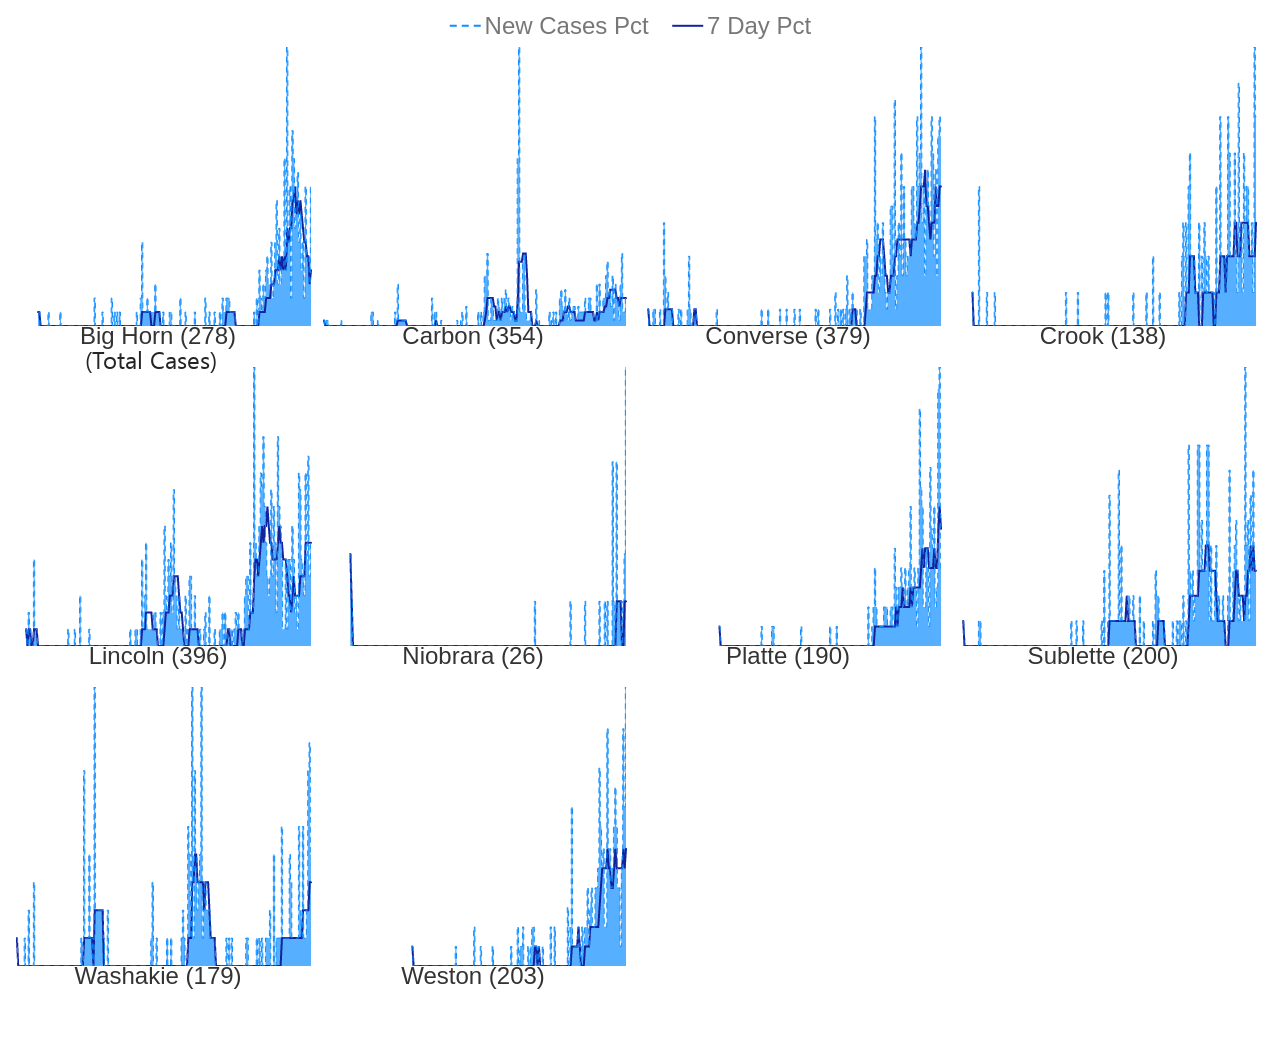 New Cases Pct 7 Day Pct
Big Horn (278) Carbon (354) Converse (379) Crook (138)
(Total Cases)
Lincoln (396) Niobrara (26) Platte (190) Sublette (200)
Washakie (179) Weston (203)